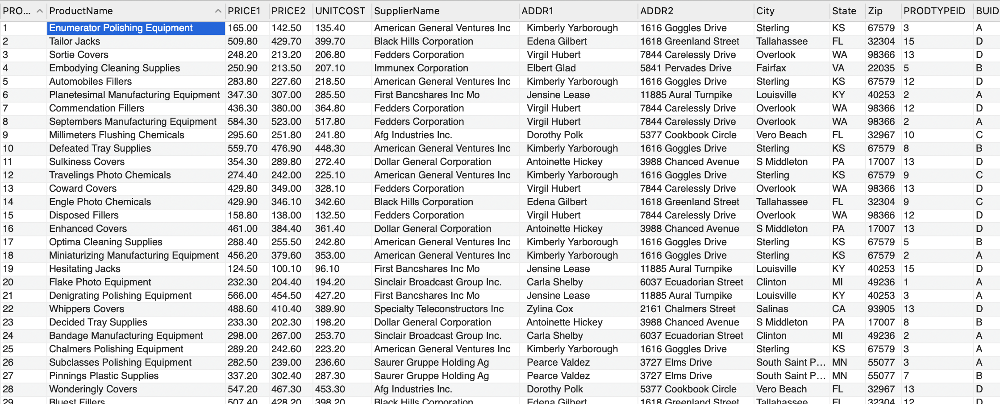 PRO... ProductName PRICE1 PRICE2 UNITCOST SupplierName ADDR1 ADDR2 City State Zip PRODTYPEID BUID
1 Enumerator Polishing Equipment 165.00 142.50 135.40 American General Ventures Inc Kimberly Yarborough 1616 Goggles Drive Sterling KS 67579 3 A
2 Tailor Jacks 509.80 429.70 399.70 Black Hills Corporation Edena Gilbert 1618 Greenland Street Tallahassee FL 32304 15 D
3 Sortie Covers 248.20 213.20 206.80 Fedders Corporation Virgil Hubert 7844 Carelessly Drive Overlook WA 98366 13 D
4 Embodying Cleaning Supplies 250.90 213.50 207.10 Immunex Corporation Elbert Glad 5841 Pervades Drive Fairfax VA 22035 5 B
5 Automobiles Fillers 283.80 227.60 218.50 American General Ventures Inc Kimberly Yarborough 1616 Goggles Drive Sterling KS 67579 12 D
6 Planetesimal Manufacturing Equipment 347.30 307.00 285.50 First Bancshares Inc Mo Jensine Lease 11885 Aural Turnpike Louisville KY 40253 2 A
7 Commendation Fillers 436.30 380.00 364.80 Fedders Corporation Virgil Hubert 7844 Carelessly Drive Overlook WA 98366 12 D
8 Septembers Manufacturing Equipment 584.30 523.00 517.80 Fedders Corporation Virgil Hubert 7844 Carelessly Drive Overlook WA 98366 2 A
9 Millimeters Flushing Chemicals 295.60 251.80 241.80 Afg Industries Inc. Dorothy Polk 5377 Cookbook Circle Vero Beach FL 32967 10 C
10 Defeated Tray Supplies 559.70 476.90 448.30 American General Ventures Inc Kimberly Yarborough 1616 Goggles Drive Sterling KS 67579 8 B
11 Sulkiness Covers 354.30 289.80 272.40 Dollar General Corporation Antoinette Hickey 3988 Chanced Avenue S Middleton PA 17007 13 D
12 Travelings Photo Chemicals 274.40 242.00 225.10 American General Ventures Inc Kimberly Yarborough 1616 Goggles Drive Sterling KS 67579 9 C
13 Coward Covers 429.80 349.00 328.10 Fedders Corporation Virgil Hubert 7844 Carelessly Drive Overlook WA 98366 13 D
14 Engle Photo Chemicals 429.90 346.10 342.60 Black Hills Corporation Edena Gilbert 1618 Greenland Street Tallahassee FL 32304 9 C
15 Disposed Fillers 158.80 138.00 132.50 Fedders Corporation Virgil Hubert 7844 Carelessly Drive Overlook WA 98366 12 D
16 Enhanced Covers 461.00 384.40 361.40 Dollar General Corporation Antoinette Hickey 3988 Chanced Avenue S Middleton PA 17007 13 D
17 Optima Cleaning Supplies 288.40 255.50 242.80 American General Ventures Inc Kimberly Yarborough 1616 Goggles Drive Sterling KS 67579 5 B
18 Miniaturizing Manufacturing Equipment 456.20 379.60 353.00 American General Ventures Inc Kimberly Yarborough 1616 Goggles Drive Sterling KS 67579 2 A
19 Hesitating Jacks 124.50 100.10 96.10 First Bancshares Inc Mo Jensine Lease 11885 Aural Turnpike Louisville KY 40253 15 D
20 Flake Photo Equipment 232.30 204.40 194.20 Sinclair Broadcast Group Inc. Carla Shelby 6037 Ecuadorian Street Clinton MI 49236 1 A
21 Denigrating Polishing Equipment 566.00 454.50 427.20 First Bancshares Inc Mo Jensine Lease 11885 Aural Turnpike Louisville KY 40253 3 A
22 Whippers Covers 488.60 410.40 389.90 Specialty Teleconstructors Inc Zylina Cox 2161 Chalmers Street Salinas CA 93905 13 D
23 Decided Tray Supplies 233.30 202.30 198.20 Dollar General Corporation Antoinette Hickey 3988 Chanced Avenue S Middleton PA 17007 8 B
24 Bandage Manufacturing Equipment 298.00 267.00 253.70 Sinclair Broadcast Group Inc. Carla Shelby 6037 Ecuadorian Street Clinton MI 49236 2 A
25 Chalmers Polishing Equipment 289.20 242.60 223.20 American General Ventures Inc Kimberly Yarborough 1616 Goggles Drive Sterling KS 67579 3 A
26 Subclasses Polishing Equipment 282.50 239.00 236.60 Saurer Gruppe Holding Ag Pearce Valdez 3727 Elms Drive South Saint P... MN 55077 3 A
27 Pinnings Plastic Supplies 337.20 302.40 287.30 Saurer Gruppe Holding Ag Pearce Valdez 3727 Elms Drive South Saint P... MN 55077 7 B
28 Wonderingly Covers 547.20 467.30 453.30 Afg Industries Inc. Dorothy Polk 5377 Cookbook Circle Vero Beach FL 32967 13 D
29 Bluest Fillers 507.40 428.20 398.20 Black Hills Corporation Edena Gilbert 1618 Greenland Street Tallahassee FL 32304 12 D